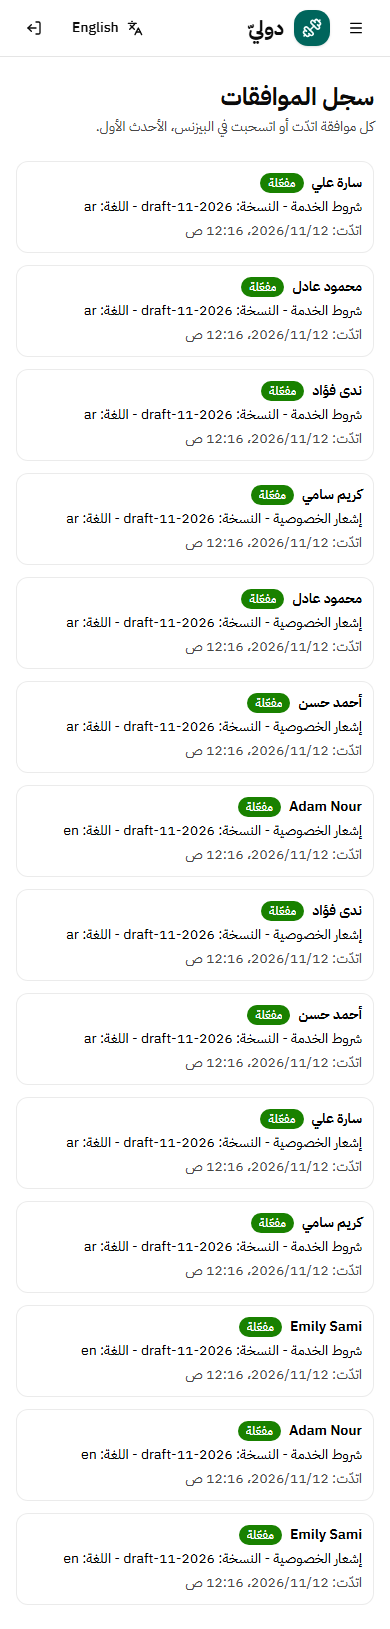 دوليّ
English
سجل الموافقات
كل موافقة اتدّت أو اتسحبت في البيزنس، الأحدث الأول.
سارة علي مفعّلة
شروط الخدمة - النسخة: draft-11-2026 - اللغة: ar
اتدّت: 2026/11/12، 12:16 ص
محمود عادل مفعّلة
شروط الخدمة - النسخة: draft-11-2026 - اللغة: ar
اتدّت: 2026/11/12، 12:16 ص
ندى فؤاد مفعّلة
شروط الخدمة - النسخة: draft-11-2026 - اللغة: ar
اتدّت: 2026/11/12، 12:16 ص
كريم سامي مفعّلة
إشعار الخصوصية - النسخة: draft-11-2026 - اللغة: ar
اتدّت: 2026/11/12، 12:16 ص
محمود عادل مفعّلة
إشعار الخصوصية - النسخة: draft-11-2026 - اللغة: ar
اتدّت: 2026/11/12، 12:16 ص
أحمد حسن مفعّلة
إشعار الخصوصية - النسخة: draft-11-2026 - اللغة: ar
اتدّت: 2026/11/12، 12:16 ص
Adam Nour مفعّلة
إشعار الخصوصية - النسخة: draft-11-2026 - اللغة: en
اتدّت: 2026/11/12، 12:16 ص
ندى فؤاد مفعّلة
إشعار الخصوصية - النسخة: draft-11-2026 - اللغة: ar
اتدّت: 2026/11/12، 12:16 ص
أحمد حسن مفعّلة
شروط الخدمة - النسخة: draft-11-2026 - اللغة: ar
اتدّت: 2026/11/12، 12:16 ص
سارة علي مفعّلة
إشعار الخصوصية - النسخة: draft-11-2026 - اللغة: ar
اتدّت: 2026/11/12، 12:16 ص
كريم سامي مفعّلة
شروط الخدمة - النسخة: draft-11-2026 - اللغة: ar
اتدّت: 2026/11/12، 12:16 ص
Emily Sami مفعّلة
شروط الخدمة - النسخة: draft-11-2026 - اللغة: en
اتدّت: 2026/11/12، 12:16 ص
Adam Nour مفعّلة
شروط الخدمة - النسخة: draft-11-2026 - اللغة: en
اتدّت: 2026/11/12، 12:16 ص
Emily Sami مفعّلة
إشعار الخصوصية - النسخة: draft-11-2026 - اللغة: en
اتدّت: 2026/11/12، 12:16 ص